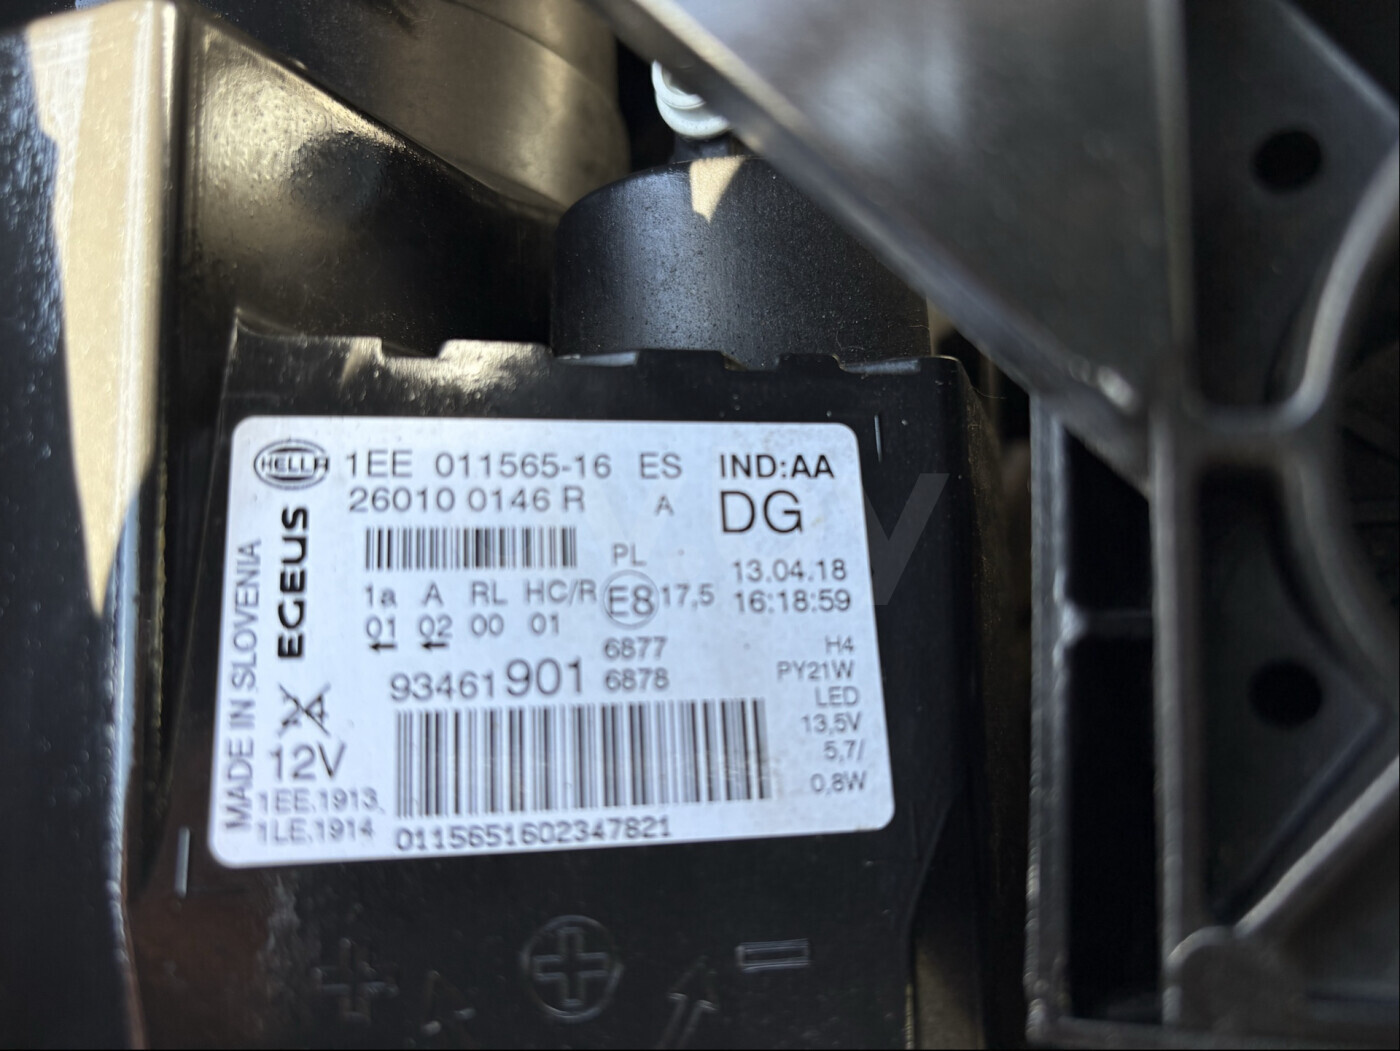 HELLA 1EE 011565-16 ES IND:AA
26010 0146 R A DG
MADE IN SLOVENIA
EGEUS
PL
13.04.18
16:18:59
1a A RL HC/R E8 17,5
01 02 00 01
6877
6878
93461901
H4
PY21W
LED
13,5V
5,7/
0,8W
12V
1EE.1913
1LE.1914
0115651602347821